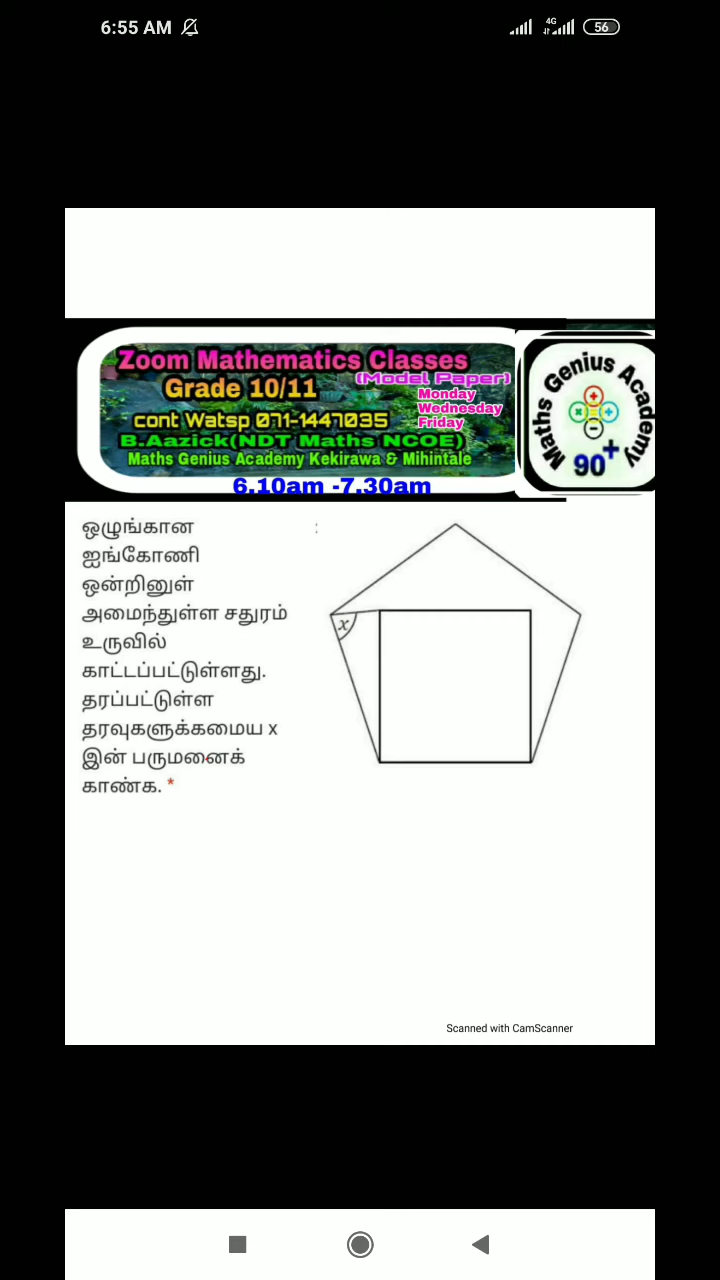 6:55 AM
4G
56
Zoom Mathematics Classes
(Model Paper)
Grade 10/11
Monday
Wednesday
Friday
cont Watsp 071-1447035
B.Aazick(NDT Maths NCOE)
Maths Genius Academy Kekirawa & Mihintale
6.10am -7.30am
Maths Genius Academy
90+
ஒழுங்கான
ஐங்கோணி
ஒன்றினுள்
அமைந்துள்ள சதுரம்
உருவில்
காட்டப்பட்டுள்ளது.
தரப்பட்டுள்ள
தரவுகளுக்கமைய x
இன் பருமனைக்
காண்க. *
:
x
Scanned with CamScanner